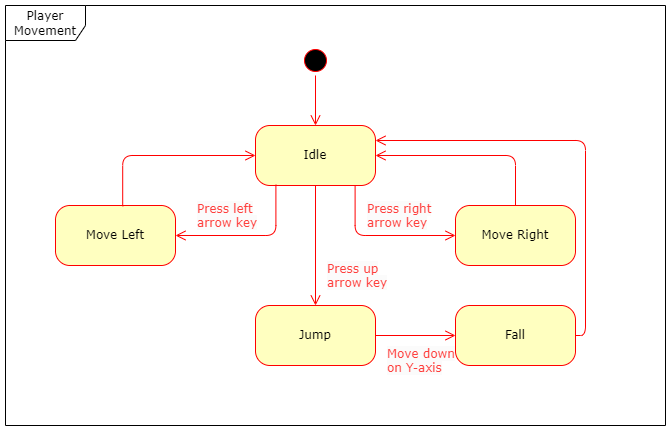 Player
Movement
Idle
Press left
arrow key
Press right
arrow key
Move Left
Move Right
Press up
arrow key
Jump
Fall
Move down
on Y-axis